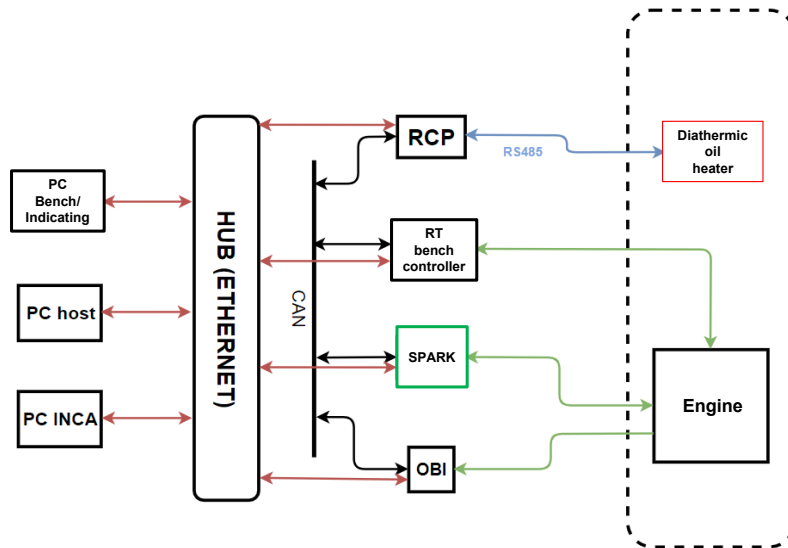 RCP
RS485
Diathermic
oil
heater
PC
Bench/
Indicating
HUB (ETHERNET)
RT
bench
controller
CAN
PC host
SPARK
PC INCA
Engine
OBI